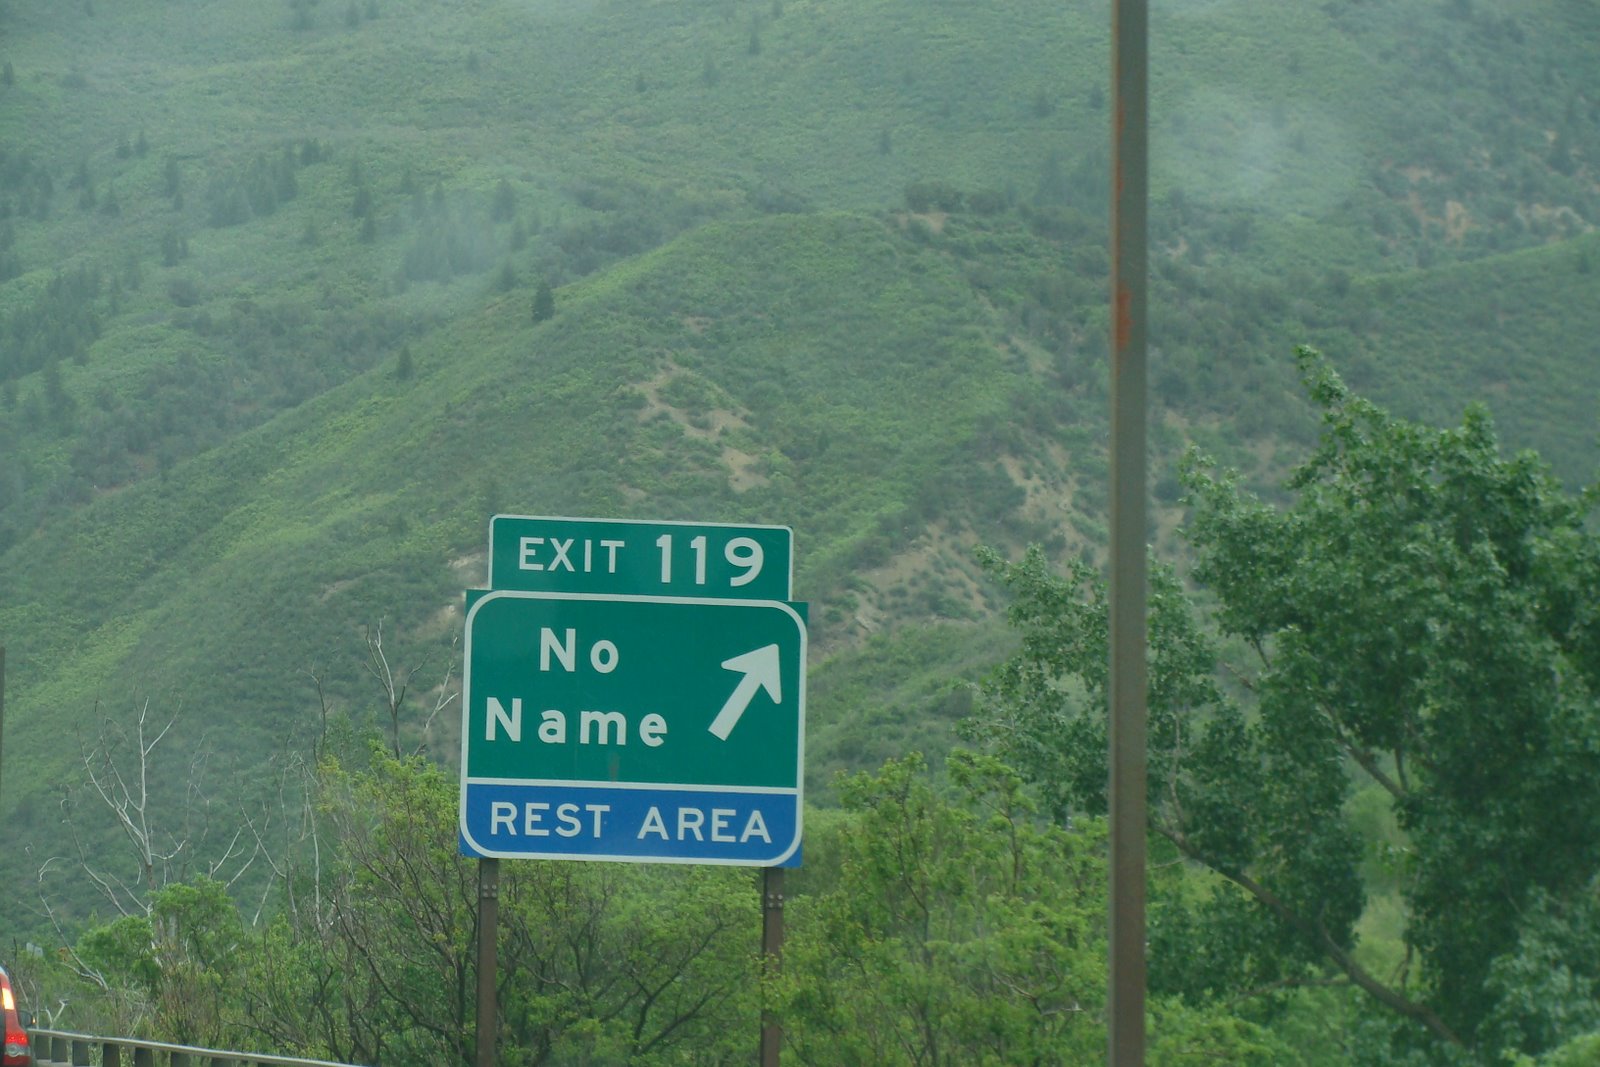 EXIT 119
No
Name
REST AREA